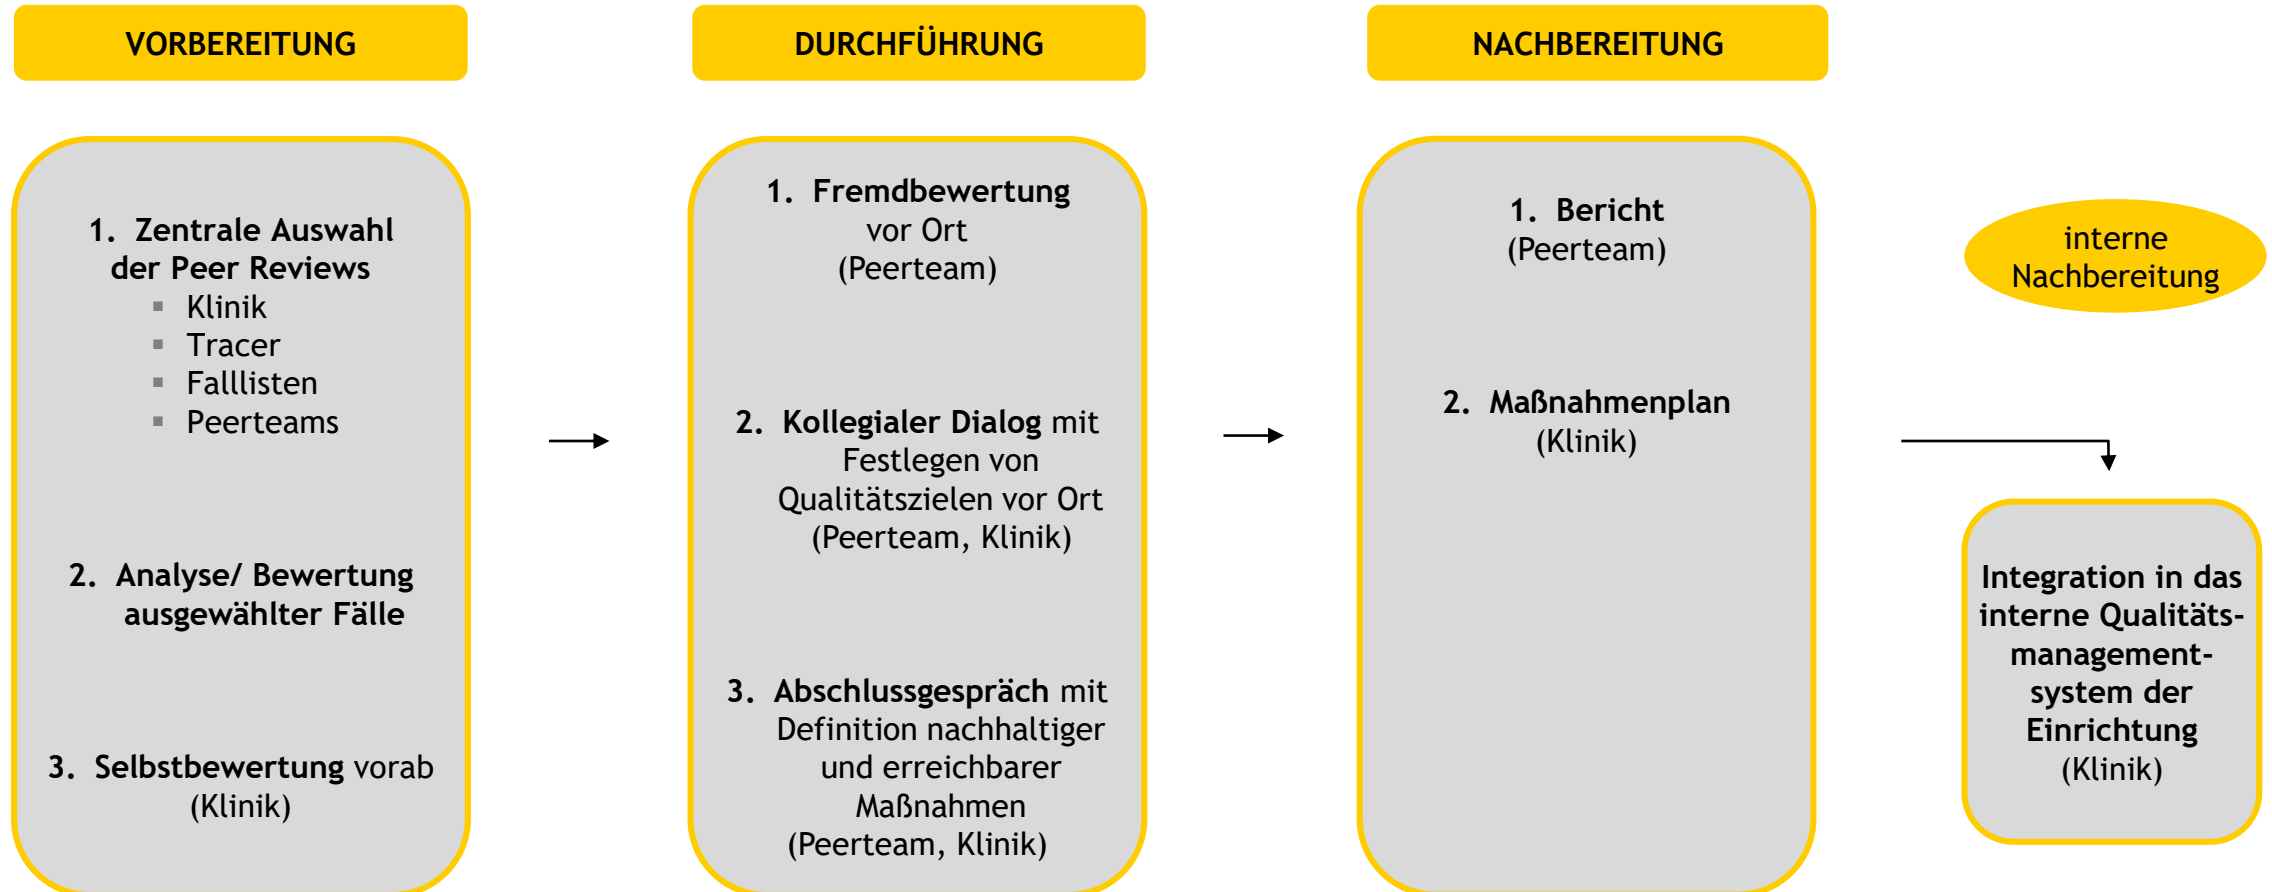 VORBEREITUNG
1. Zentrale Auswahl
der Peer Reviews
▪ Klinik
▪ Tracer
▪ Falllisten
▪ Peerteams
2. Analyse/ Bewertung
ausgewählter Fälle
3. Selbstbewertung vorab
(Klinik)
DURCHFÜHRUNG
1. Fremdbewertung
vor Ort
(Peerteam)
2. Kollegialer Dialog mit
Festlegen von
Qualitätszielen vor Ort
(Peerteam, Klinik)
3. Abschlussgespräch mit
Definition nachhaltiger
und erreichbarer
Maßnahmen
(Peerteam, Klinik)
NACHBEREITUNG
1. Bericht
(Peerteam)
2. Maßnahmenplan
(Klinik)
interne
Nachbereitung
Integration in das
interne Qualitäts-
management-
system der
Einrichtung
(Klinik)